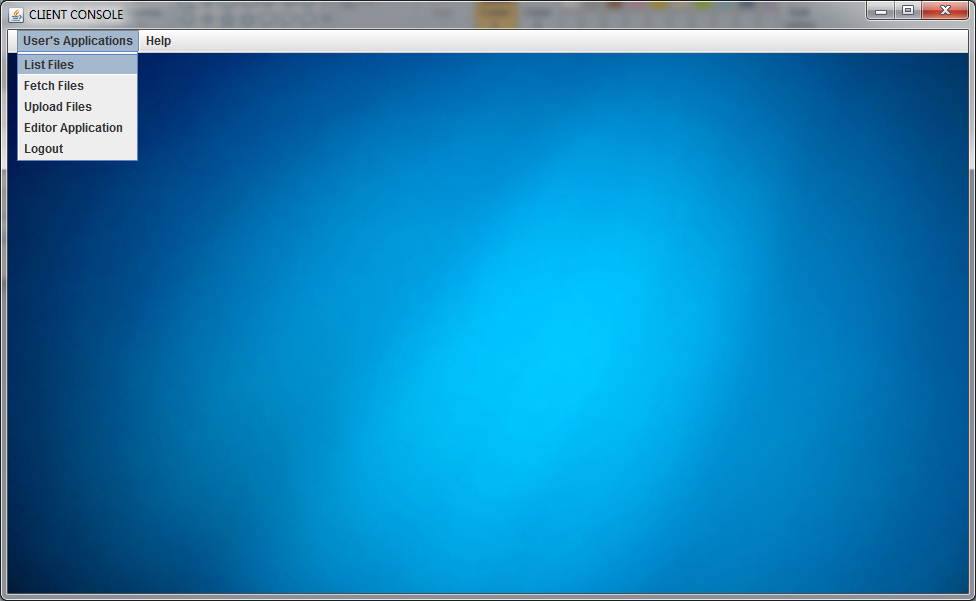 CLIENT CONSOLE
User's Applications Help
List Files
Fetch Files
Upload Files
Editor Application
Logout